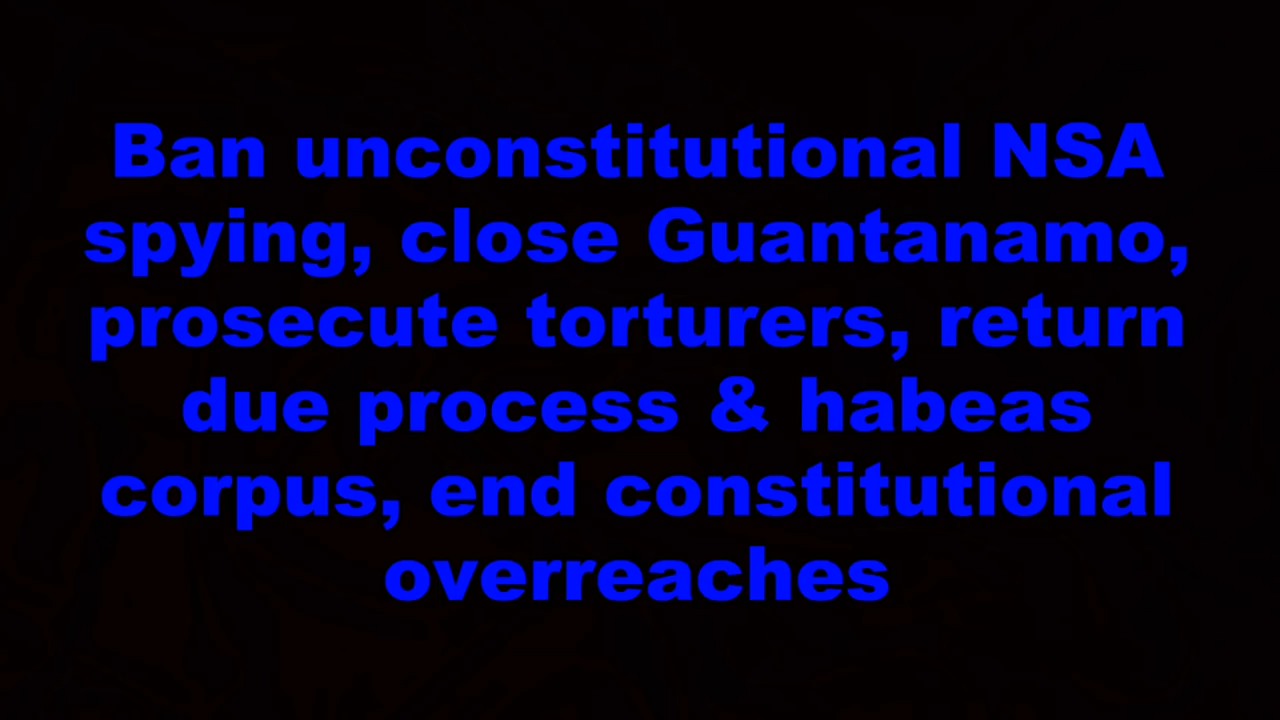 Ban unconstitutional NSA
spying, close Guantanamo,
prosecute torturers, return
due process & habeas
corpus, end constitutional
overreaches